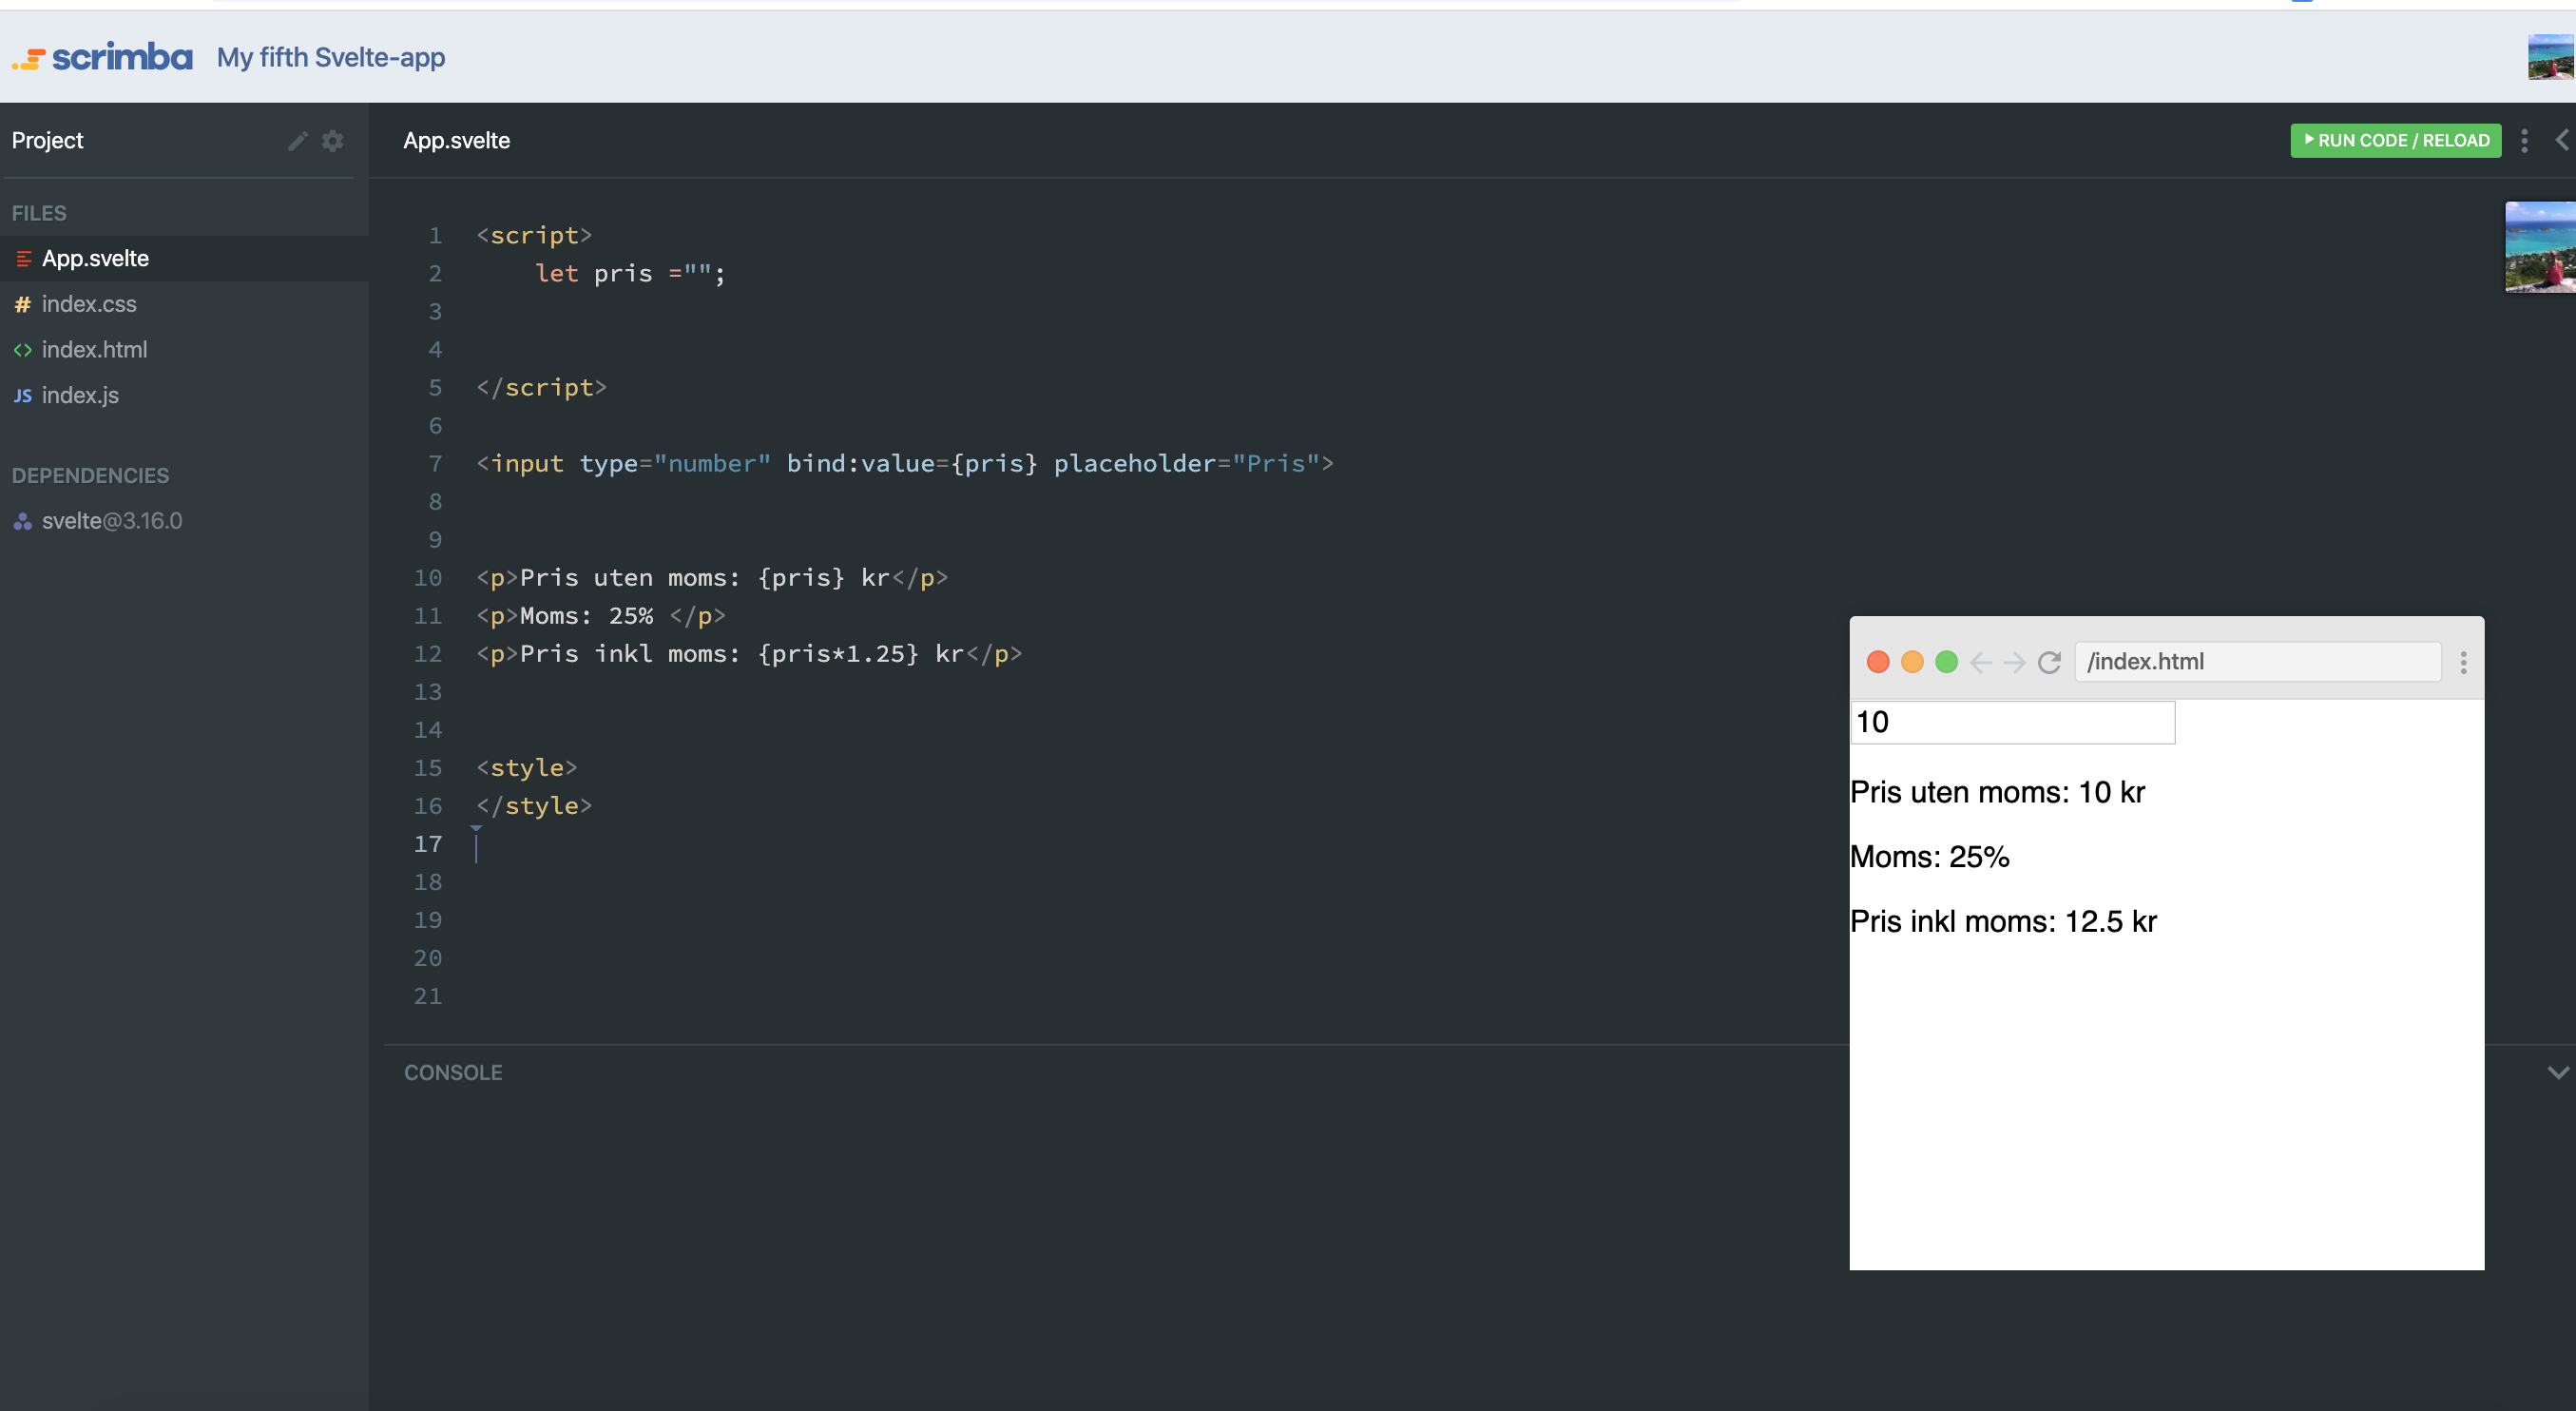 scrimba My fifth Svelte-app
Project
App.svelte
RUN CODE / RELOAD
FILES
App.svelte
index.css
index.html
JS index.js
DEPENDENCIES
svelte@3.16.0
1 <script>
2 let pris ="";
3
4
5 </script>
6
7 <input type="number" bind:value={pris} placeholder="Pris">
8
9
10 <p>Pris uten moms: {pris} kr</p>
11 <p>Moms: 25% </p>
12 <p>Pris inkl moms: {pris*1.25} kr</p>
13
14
15 <style>
16 </style>
17
18
19
20
21
CONSOLE
/index.html
10
Pris uten moms: 10 kr
Moms: 25%
Pris inkl moms: 12.5 kr